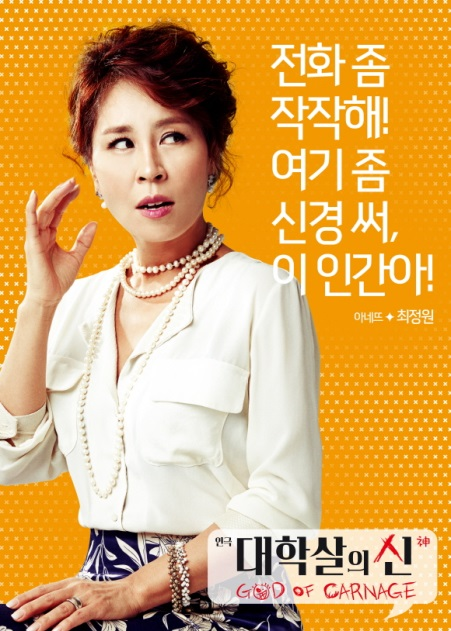 전화 좀
작작해!
여기 좀
신경 써,
이 인간아!
아네뜨 + 최정원
연극 대학살의 신 神
GOD OF CARNAGE